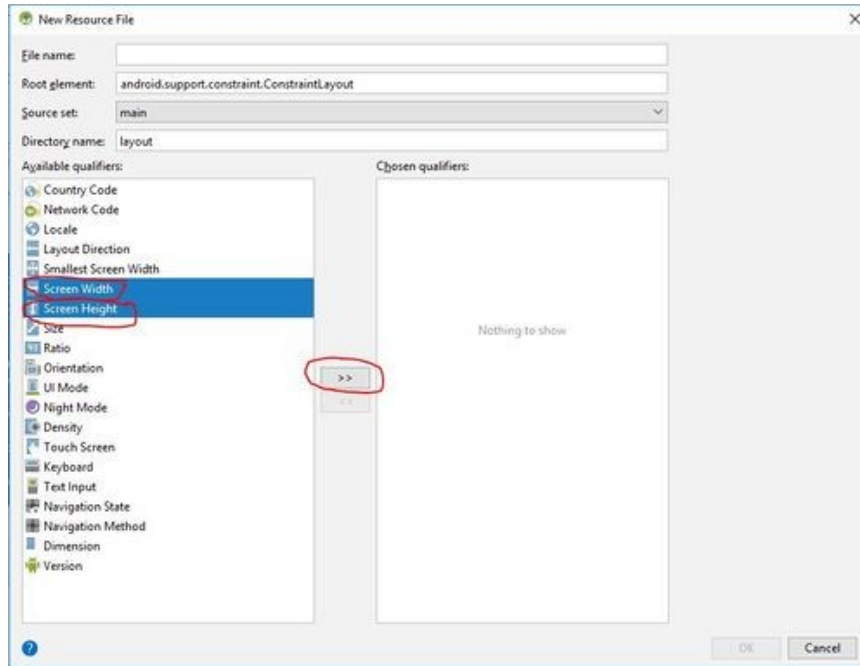 New Resource File
File name:
Root element: android.support.constraint.ConstraintLayout
Source set: main
Directory name: layout
Available qualifiers:
Chosen qualifiers:
Country Code
Network Code
Locale
Layout Direction
Smallest Screen Width
Screen Width
Screen Height
Size
Ratio
Orientation
UI Mode
Night Mode
Density
Touch Screen
Keyboard
Text Input
Navigation State
Navigation Method
Dimension
Version
>>
<<
Nothing to show
?
OK
Cancel